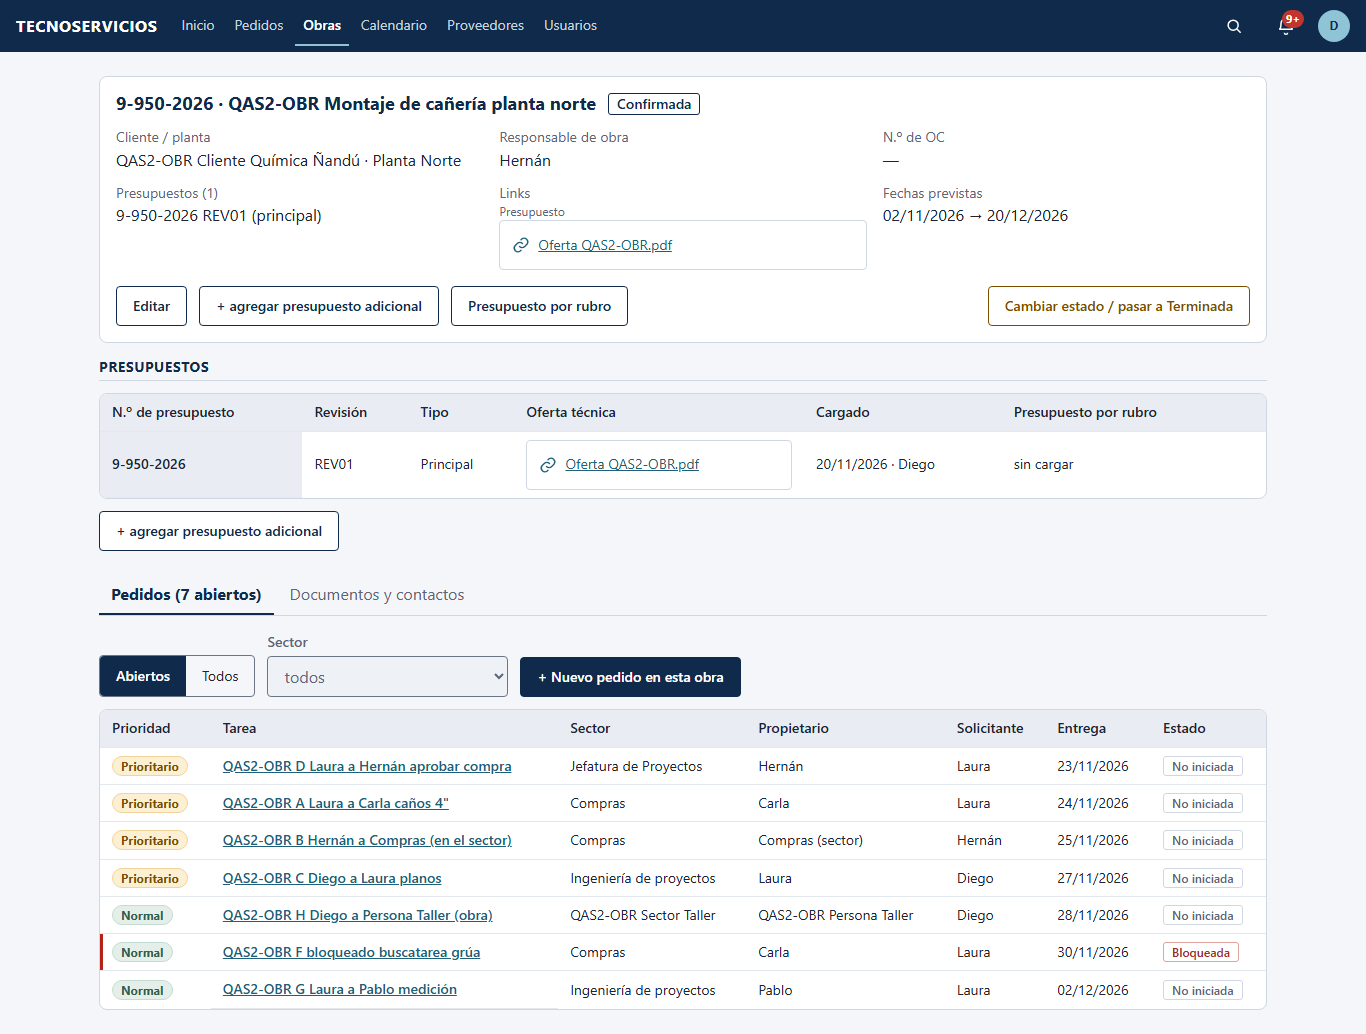 TECNOSERVICIOS Inicio Pedidos Obras Calendario Proveedores Usuarios 9+ D
9-950-2026 · QAS2-OBR Montaje de cañería planta norte Confirmada
Cliente / planta Responsable de obra N.º de OC
QAS2-OBR Cliente Química Ñandú · Planta Norte Hernán —
Presupuestos (1) Links Fechas previstas
9-950-2026 REV01 (principal) Presupuesto 02/11/2026 → 20/12/2026
Oferta QAS2-OBR.pdf
Editar + agregar presupuesto adicional Presupuesto por rubro Cambiar estado / pasar a Terminada
PRESUPUESTOS
N.º de presupuesto Revisión Tipo Oferta técnica Cargado Presupuesto por rubro
9-950-2026 REV01 Principal Oferta QAS2-OBR.pdf 20/11/2026 · Diego sin cargar
+ agregar presupuesto adicional
Pedidos (7 abiertos) Documentos y contactos
Sector
Abiertos Todos todos + Nuevo pedido en esta obra
Prioridad Tarea Sector Propietario Solicitante Entrega Estado
Prioritario QAS2-OBR D Laura a Hernán aprobar compra Jefatura de Proyectos Hernán Laura 23/11/2026 No iniciada
Prioritario QAS2-OBR A Laura a Carla caños 4" Compras Carla Laura 24/11/2026 No iniciada
Prioritario QAS2-OBR B Hernán a Compras (en el sector) Compras Compras (sector) Hernán 25/11/2026 No iniciada
Prioritario QAS2-OBR C Diego a Laura planos Ingeniería de proyectos Laura Diego 27/11/2026 No iniciada
Normal QAS2-OBR H Diego a Persona Taller (obra) QAS2-OBR Sector Taller QAS2-OBR Persona Taller Diego 28/11/2026 No iniciada
Normal QAS2-OBR F bloqueado buscatarea grúa Compras Carla Laura 30/11/2026 Bloqueada
Normal QAS2-OBR G Laura a Pablo medición Ingeniería de proyectos Pablo Laura 02/12/2026 No iniciada